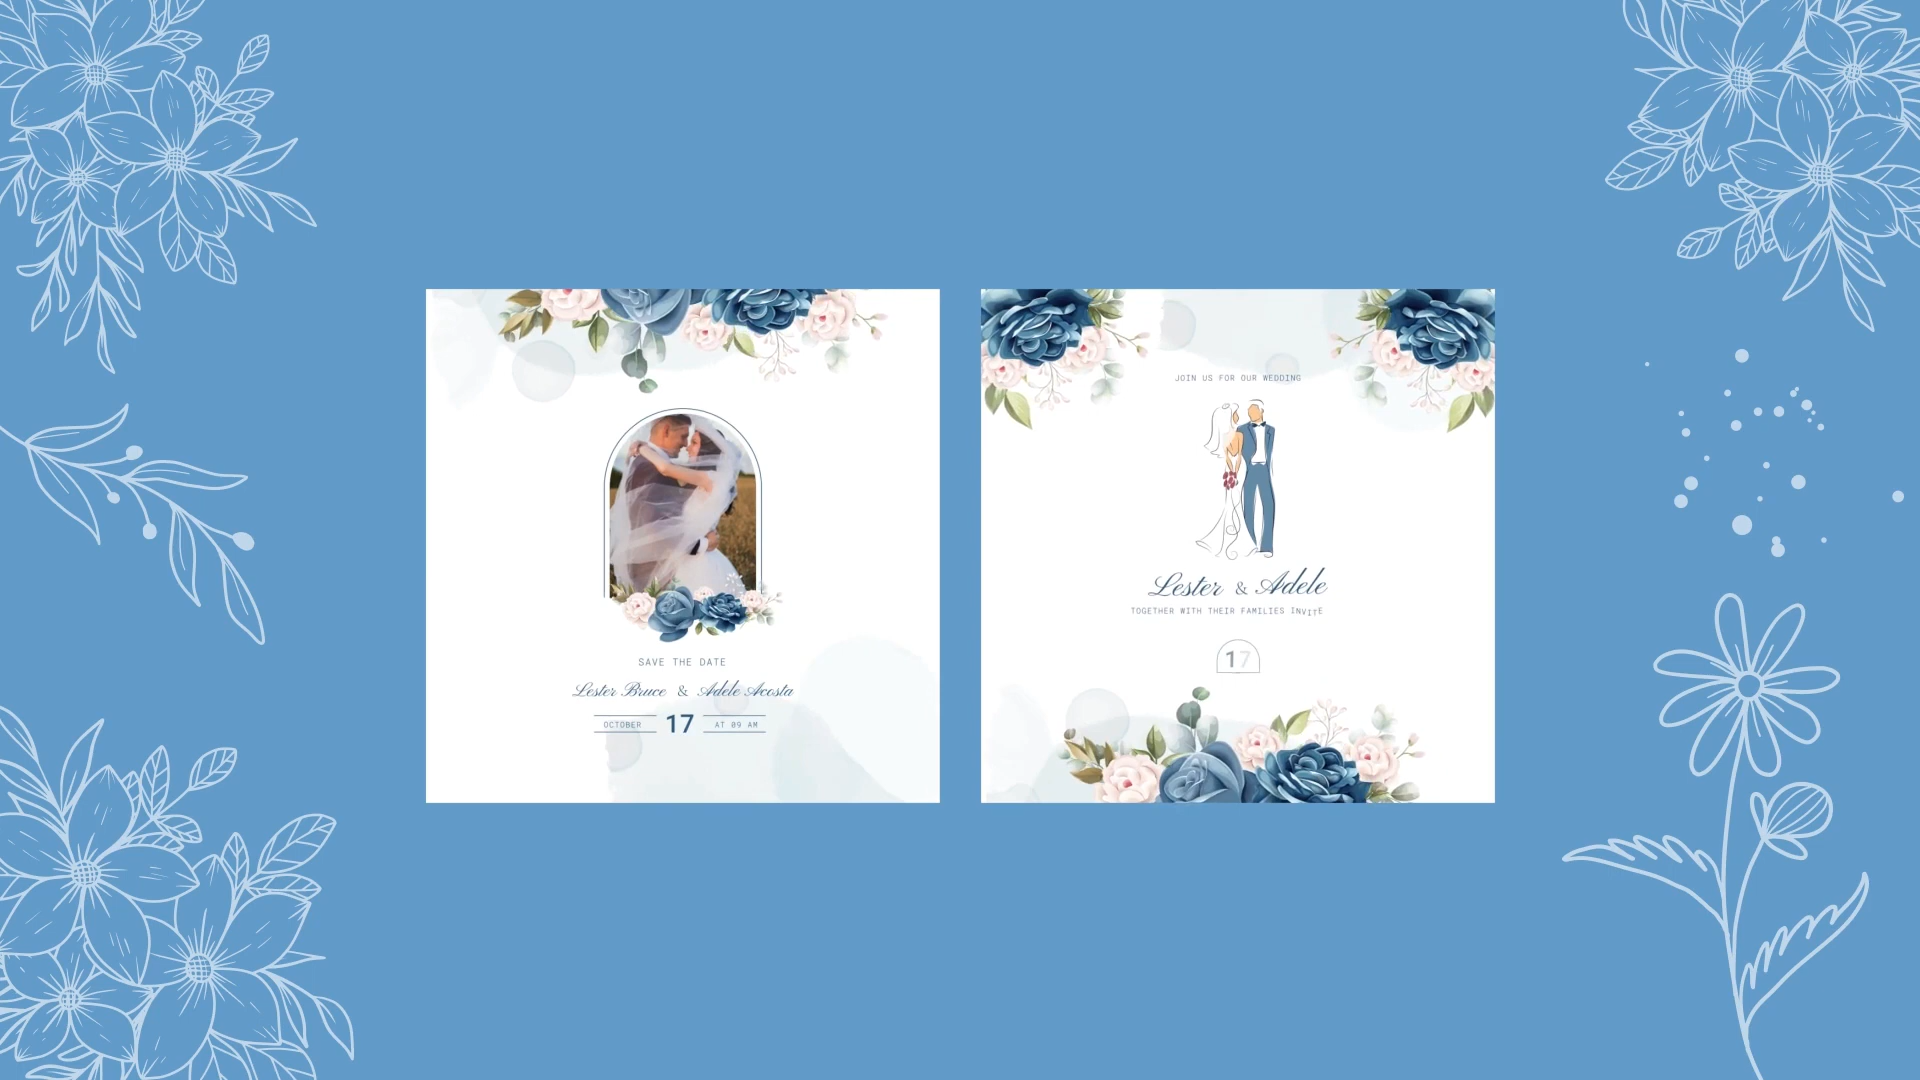 SAVE THE DATE
Lester Bruce & Adele Acosta
OCTOBER 17 AT 09 AM
JOIN US FOR OUR WEDDING
Lester & Adele
TOGETHER WITH THEIR FAMILIES INVITE
17